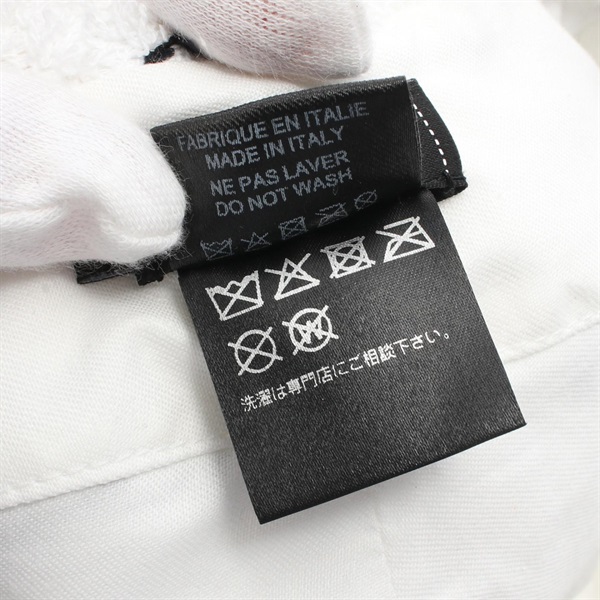 FABRIQUE EN ITALIE
MADE IN ITALY
NE PAS LAVER
DO NOT WASH
W
洗濯は専門店にご相談下さい。